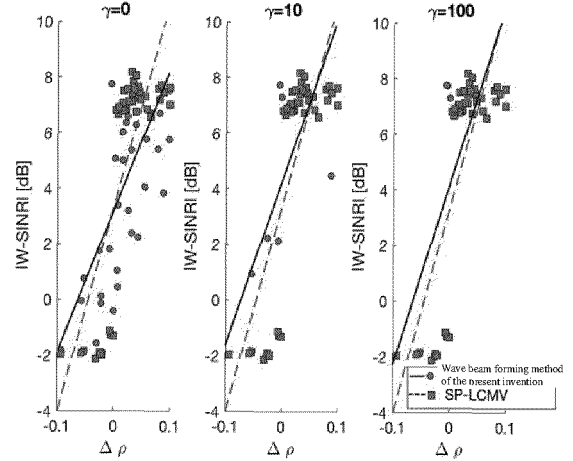 γ=0
γ=10
γ=100
IW-SINRI [dB]
10
8
6
4
2
0
-2
-4
-0.1
0
0.1
Δ ρ
IW-SINRI [dB]
10
8
6
4
2
0
-2
-4
-0.1
0
0.1
Δ ρ
IW-SINRI [dB]
10
8
6
4
2
0
-2
-4
-0.1
0
0.1
Δ ρ
Wave beam forming method
of the present invention
SP-LCMV